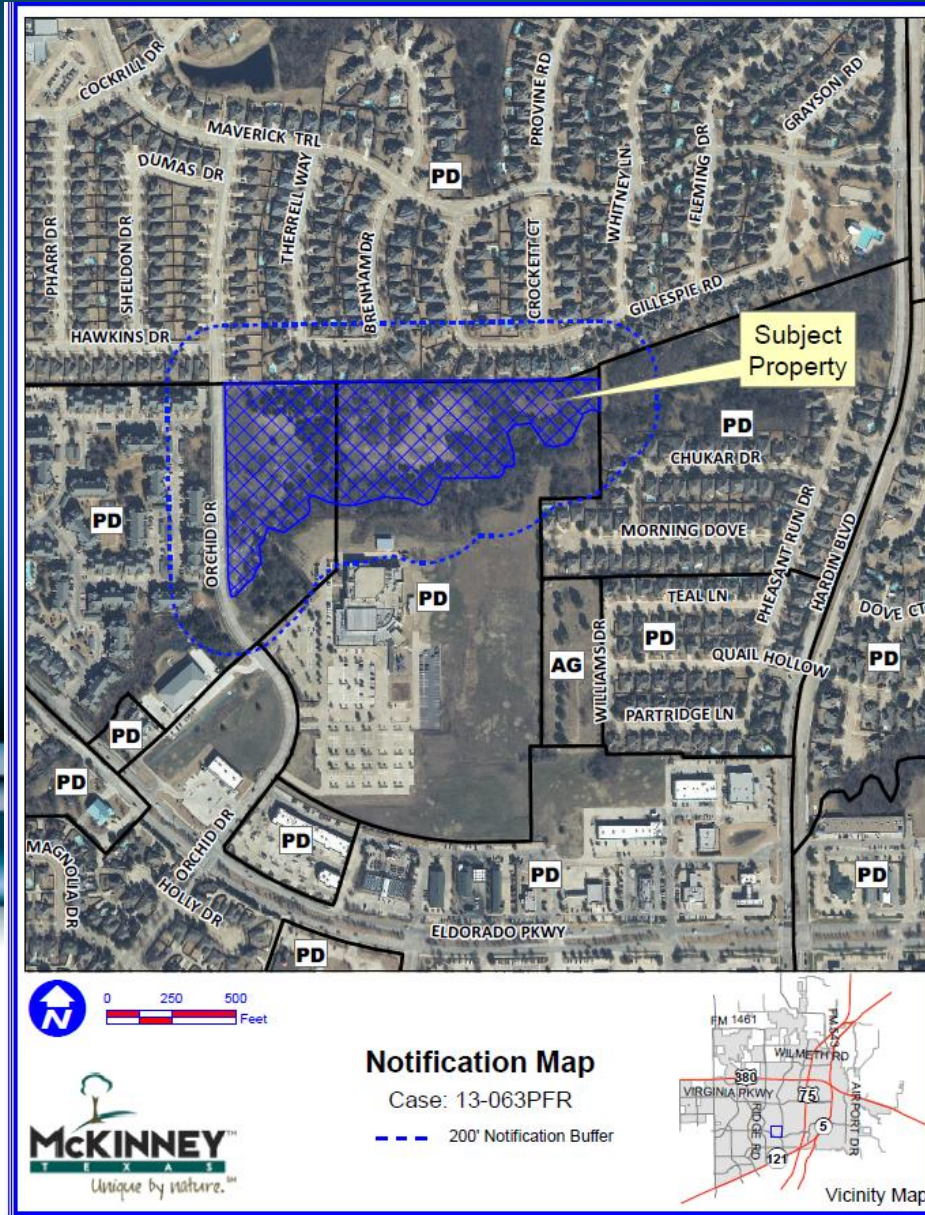 COCKRILL DR
MAVERICK TRL
PROVINE RD
GRAYSON RD
DUMAS DR
PD
THERRELL WAY
WHITNEY LN
FLEMING DR
PHARR DR
SHELDON DR
BRENHAM DR
CROCKETT CT
GILLESPIE RD
HAWKINS DR
Subject
Property
PD
CHUKAR DR
PD
ORCHID DR
MORNING DOVE
PHEASANT RUN DR
HARDIN BLVD
TEAL LN
PD
PD
DOVE CT
AG
WILLIAMS DR
QUAIL HOLLOW
PD
PARTRIDGE LN
PD
PD
MAGNOLIA DR
ORCHID DR
HOLLY DR
PD
PD
PD
ELDORADO PKWY
PD
N
0 250 500
Feet
Notification Map
Case: 13-063PFR
200' Notification Buffer
McKINNEY™
TEXAS
Unique by nature.℠
FM 1461
FM 543
WILMETH RD
380
VIRGINIA PKWY
75
RIDGE RD
AIRPORT DR
5
121
Vicinity Map